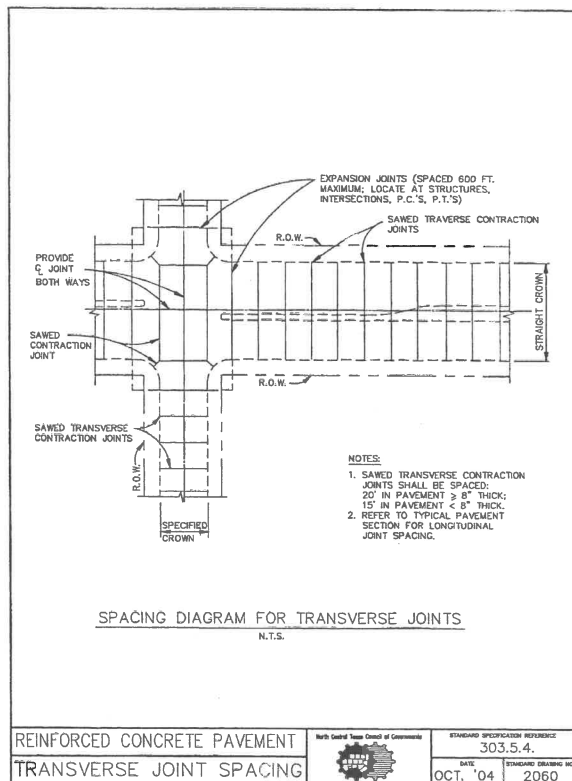 EXPANSION JOINTS (SPACED 600 FT.
MAXIMUM; LOCATE AT STRUCTURES,
INTERSECTIONS, P.C.'S, P.T.'S)
SAWED TRAVERSE CONTRACTION
JOINTS
R.O.W.
PROVIDE
℄ JOINT
BOTH WAYS
STRAIGHT CROWN
SAWED
CONTRACTION
JOINT
R.O.W.
SAWED TRANSVERSE
CONTRACTION JOINTS
R.O.W.
SPECIFIED
CROWN
NOTES:
1. SAWED TRANSVERSE CONTRACTION
JOINTS SHALL BE SPACED:
20' IN PAVEMENT ≥ 8" THICK;
15' IN PAVEMENT < 8" THICK.
2. REFER TO TYPICAL PAVEMENT
SECTION FOR LONGITUDINAL
JOINT SPACING.
SPACING DIAGRAM FOR TRANSVERSE JOINTS
N.T.S.
REINFORCED CONCRETE PAVEMENT
TRANSVERSE JOINT SPACING
North Central Texas Council of Governments
STANDARD SPECIFICATION REFERENCE
303.5.4.
DATE
OCT. '04
STANDARD DRAWING NO.
2060